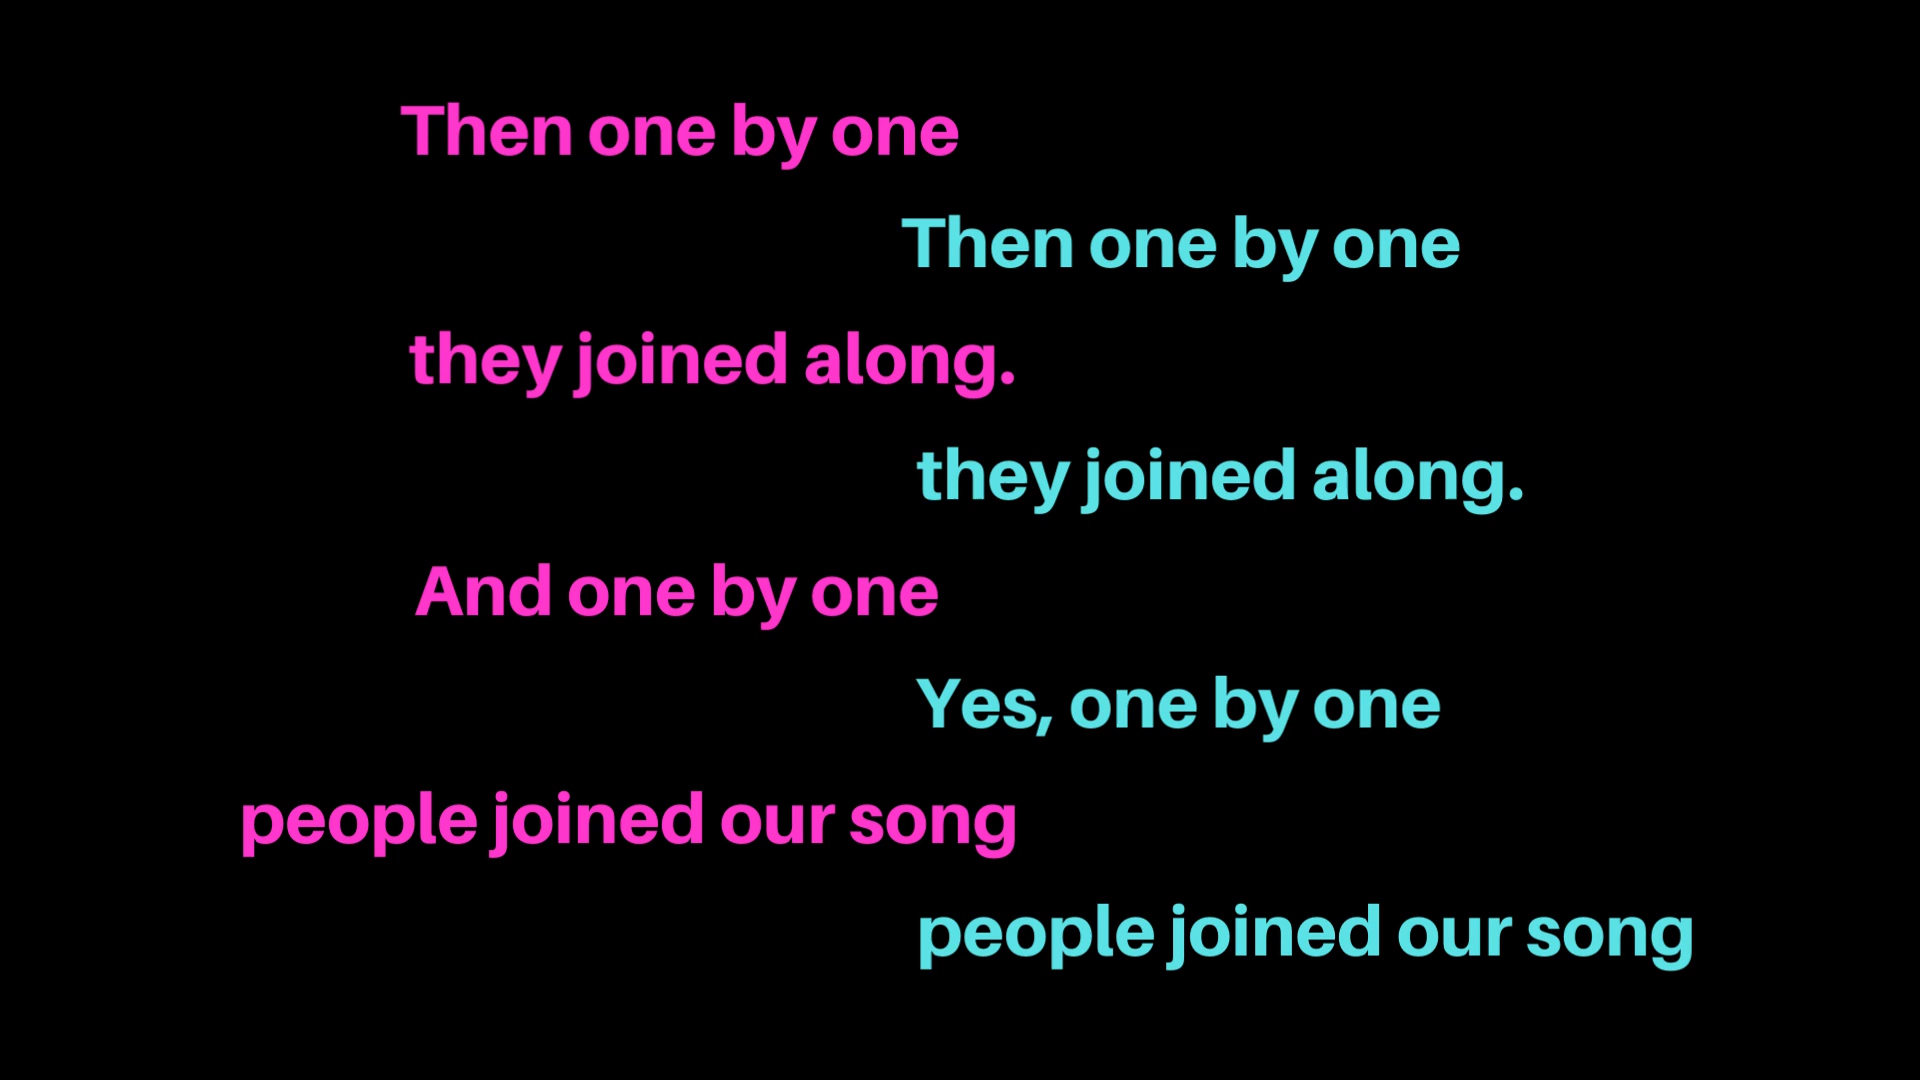 Then one by one
Then one by one
they joined along.
they joined along.
And one by one
Yes, one by one
people joined our song
people joined our song